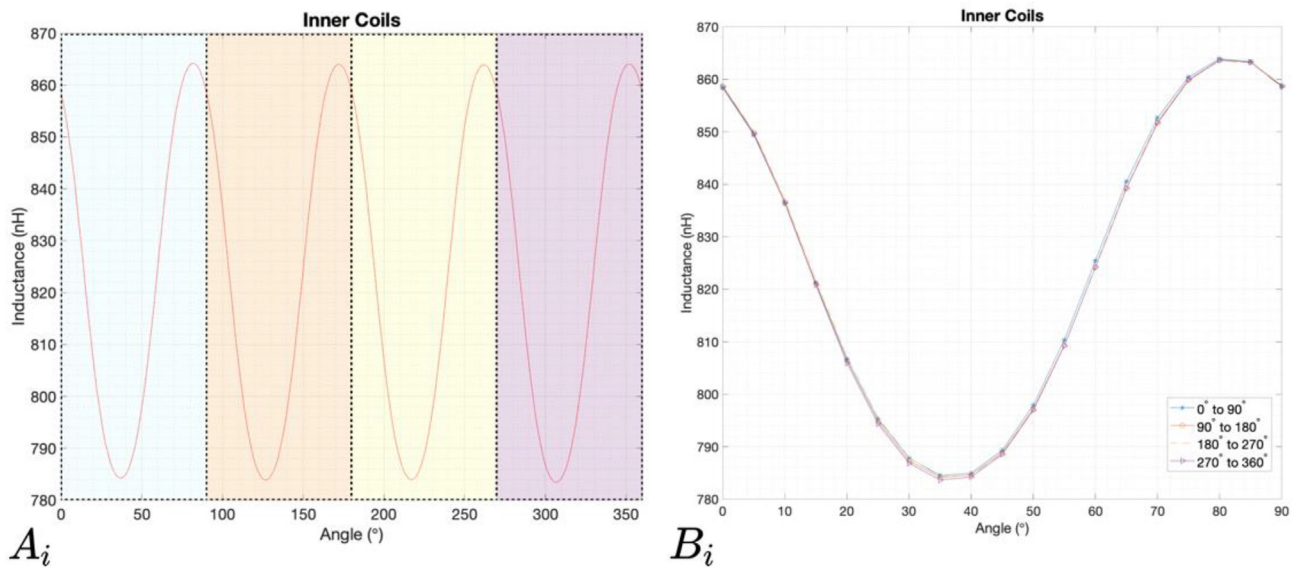 Inner Coils
870
860
850
840
830
820
810
800
790
780
Inductance (nH)
0 50 100 150 200 250 300 350
Angle (°)
A_i
Inner Coils
870
860
850
840
830
820
810
800
790
780
Inductance (nH)
0 10 20 30 40 50 60 70 80 90
Angle (°)
0° to 90°
90° to 180°
180° to 270°
270° to 360°
B_i